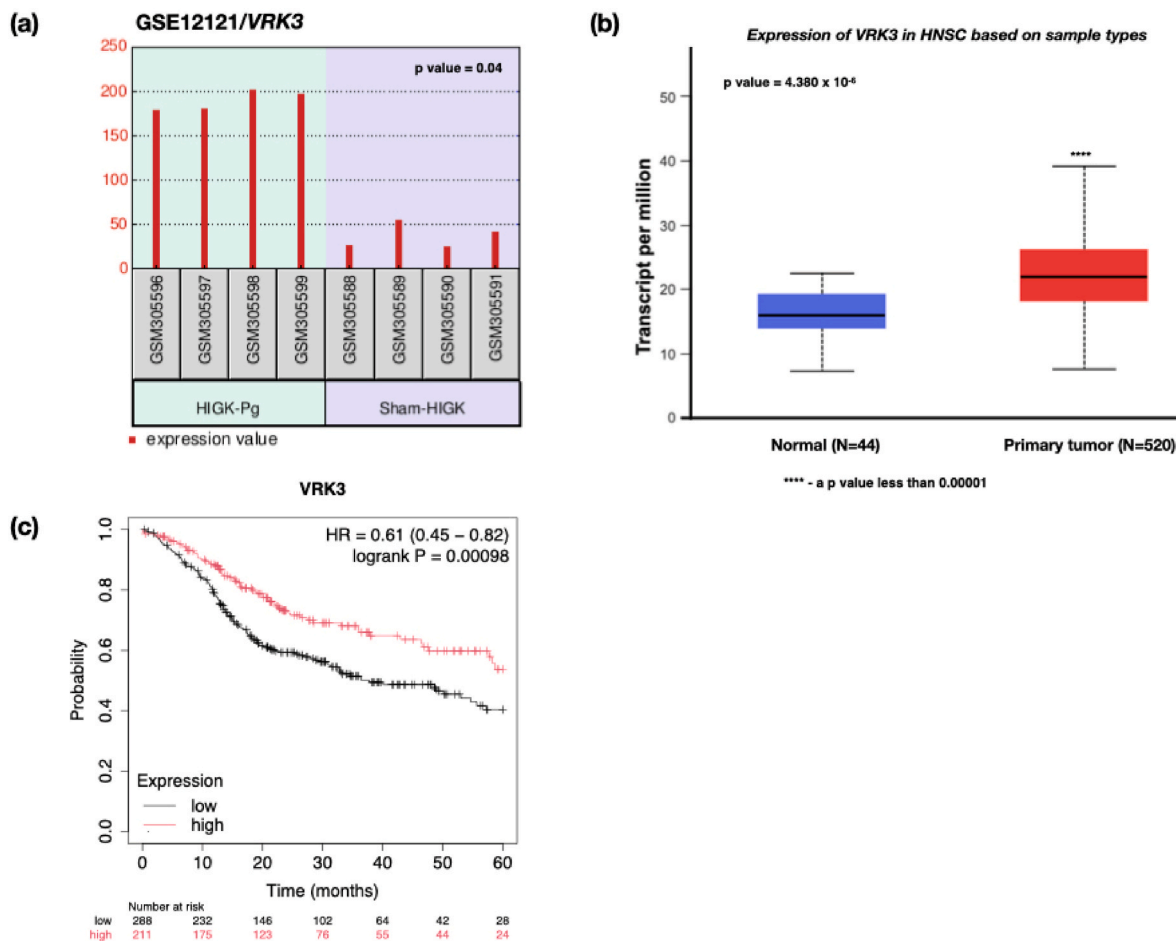 (a)
GSE12121/VRK3
p value = 0.04
250
200
150
100
50
0
GSM305596
GSM305597
GSM305598
GSM305599
GSM305588
GSM305589
GSM305590
GSM305591
HIGK-Pg
Sham-HIGK
expression value
(b)
Expression of VRK3 in HNSC based on sample types
p value = 4.380 x 10⁻⁶
Transcript per million
50
40
30
20
10
0
****
Normal (N=44)
Primary tumor (N=520)
**** - a p value less than 0.00001
(c)
VRK3
HR = 0.61 (0.45 – 0.82)
logrank P = 0.00098
Probability
1.0
0.8
0.6
0.4
0.2
0.0
Expression
low
high
0 10 20 30 40 50 60
Time (months)
Number at risk
low 288 232 146 102 64 42 28
high 211 175 123 76 55 44 24